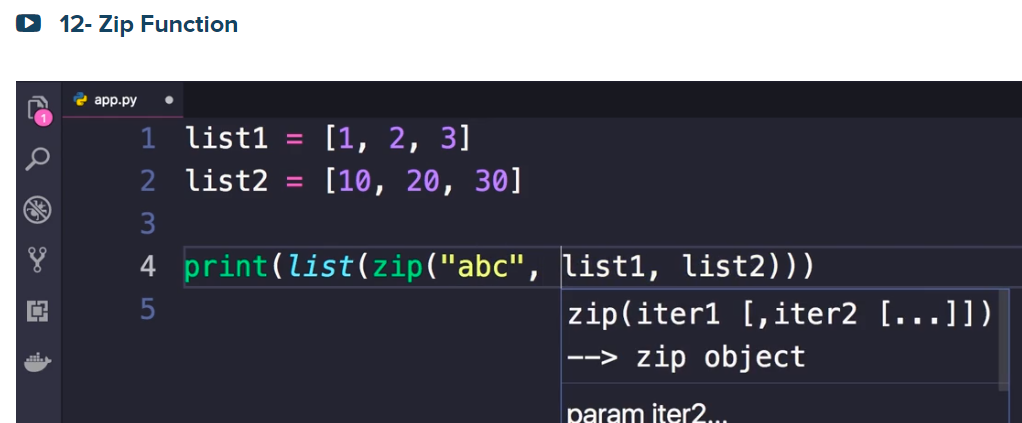 12- Zip Function
1
app.py
1 list1 = [1, 2, 3]
2 list2 = [10, 20, 30]
3
4 print(list(zip("abc", list1, list2)))
5
zip(iter1 [,iter2 [...]])
--> zip object
param iter2...